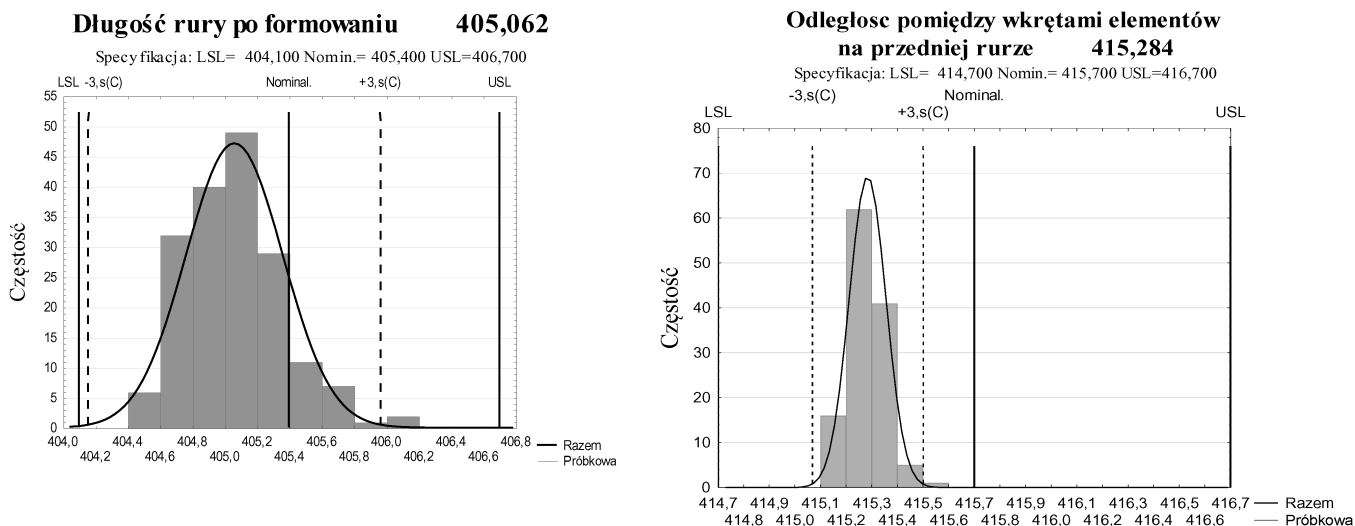 Długość rury po formowaniu 405,062
Specyfikacja: LSL= 404,100 Nomin.= 405,400 USL=406,700
LSL -3,s(C) Nominal. +3,s(C) USL
55
50
45
40
35
30
25
20
15
10
5
0
Częstość
404,0 404,4 404,8 405,2 405,6 406,0 406,4 406,8
404,2 404,6 405,0 405,4 405,8 406,2 406,6
Razem
Próbkowa
Odległosc pomiędzy wkrętami elementów
na przedniej rurze 415,284
Specyfikacja: LSL= 414,700 Nomin.= 415,700 USL=416,700
-3,s(C) Nominal.
LSL +3,s(C) USL
80
70
60
50
40
30
20
10
0
Częstość
414,7 414,9 415,1 415,3 415,5 415,7 415,9 416,1 416,3 416,5 416,7
414,8 415,0 415,2 415,4 415,6 415,8 416,0 416,2 416,4 416,6
Razem
Próbkowa